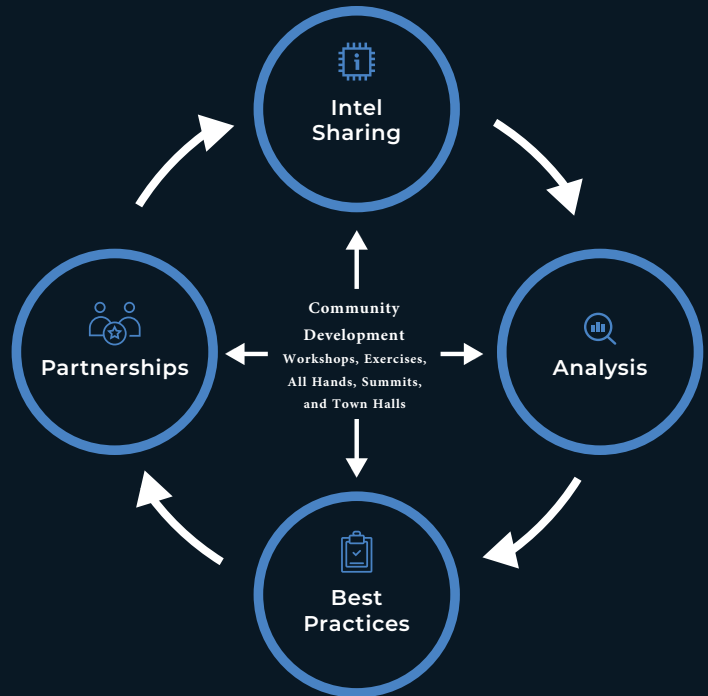 Intel
Sharing
Community
Development
Workshops, Exercises,
All Hands, Summits,
and Town Halls
Partnerships
Analysis
Best
Practices